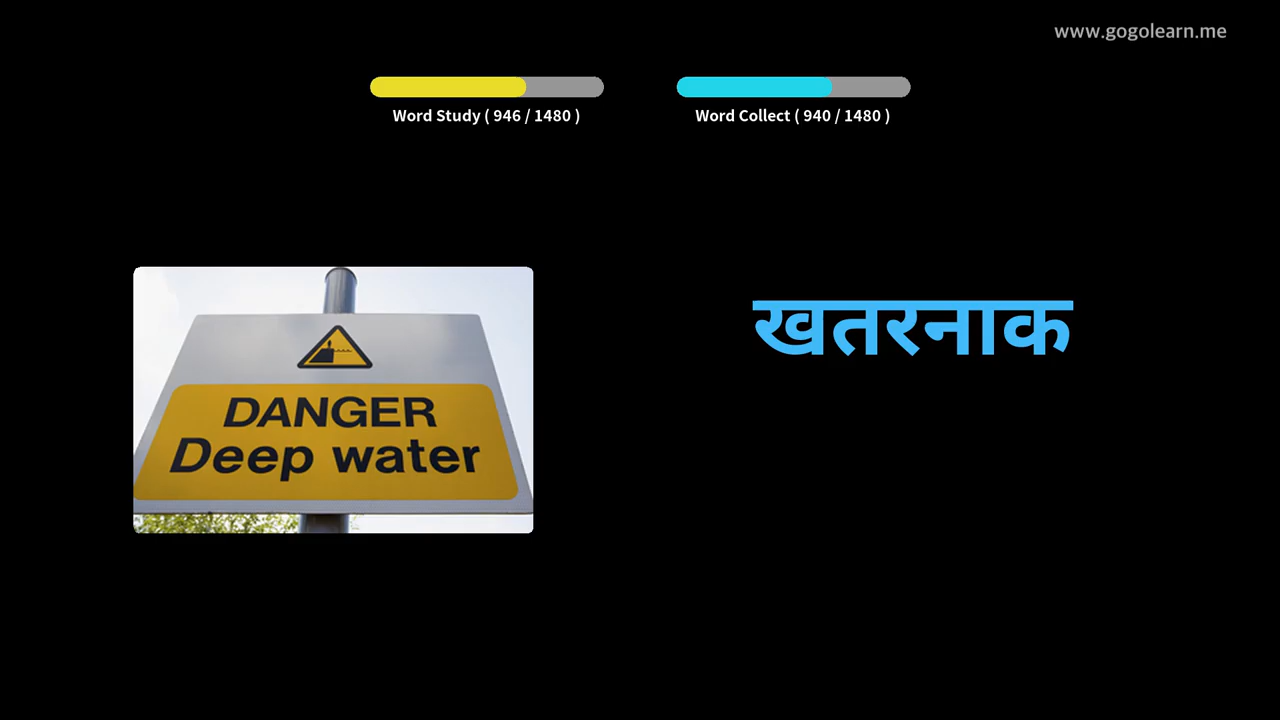 www.gogolearn.me
Word Study ( 946 / 1480 )
Word Collect ( 940 / 1480 )
खतरनाक
DANGER
Deep water